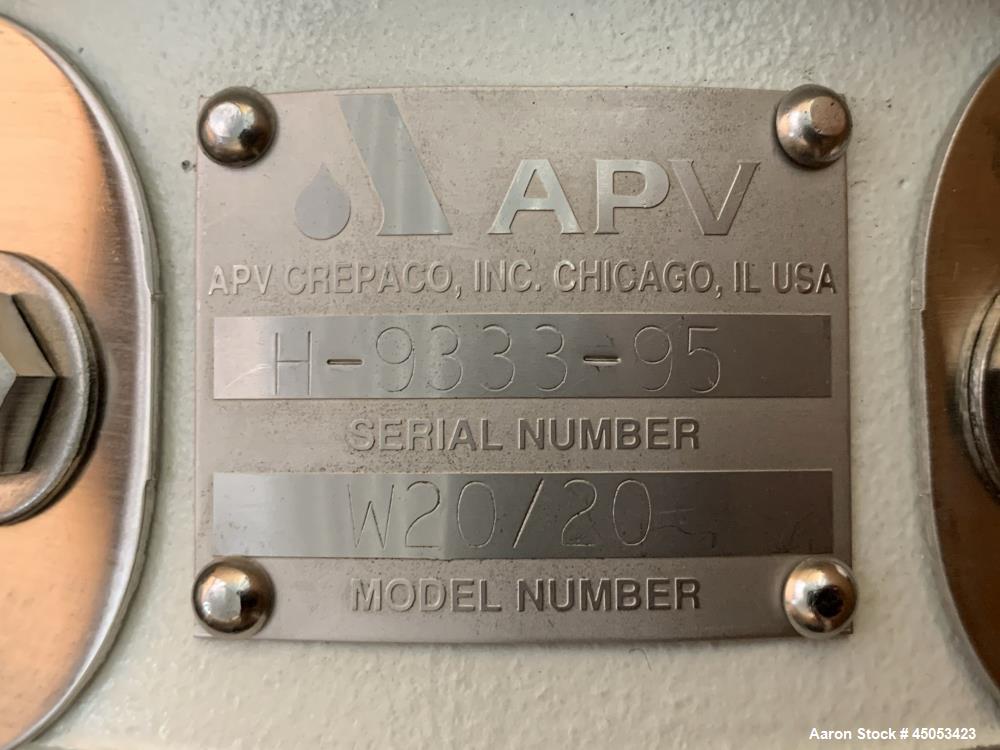 APV
APV CREPACO, INC. CHICAGO, IL USA
H-9333-95
SERIAL NUMBER
W20/20
MODEL NUMBER
Aaron Stock # 45053423